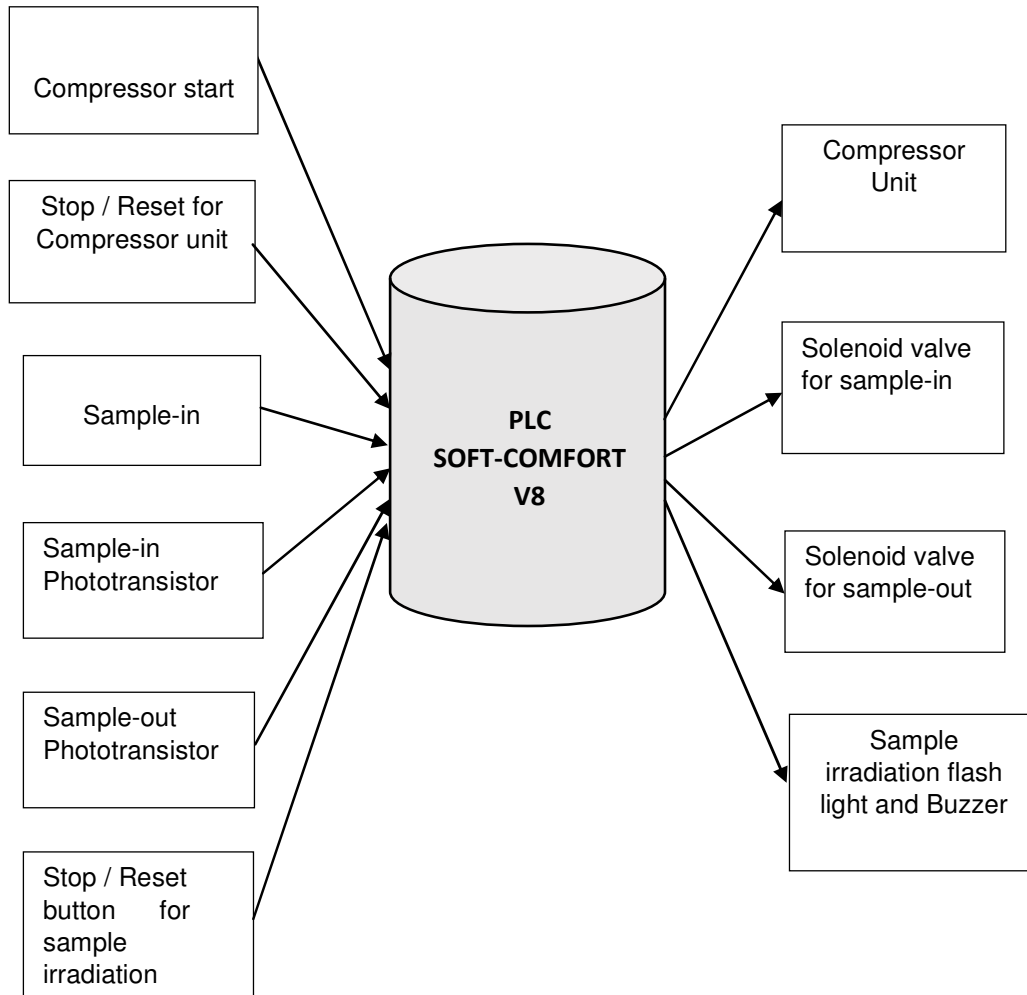 Compressor start
Stop / Reset for
Compressor unit
Sample-in
Sample-in
Phototransistor
Sample-out
Phototransistor
Stop / Reset
button for
sample
irradiation
PLC
SOFT-COMFORT
V8
Compressor
Unit
Solenoid valve
for sample-in
Solenoid valve
for sample-out
Sample
irradiation flash
light and Buzzer